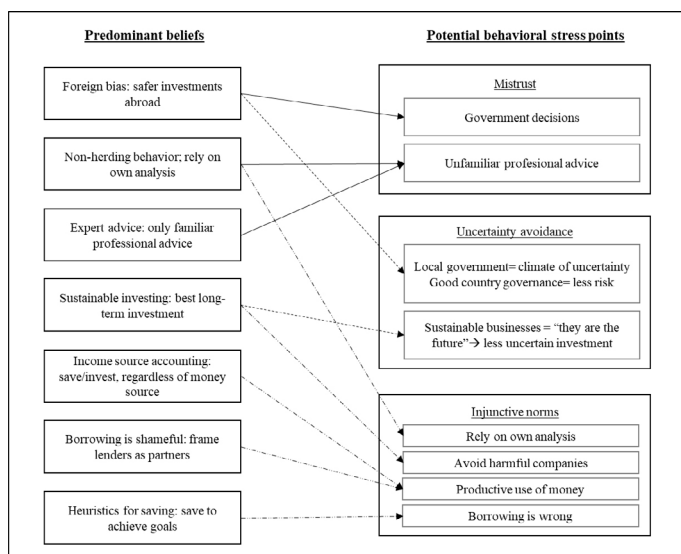 Predominant beliefs
Foreign bias: safer investments
abroad
Non-herding behavior; rely on
own analysis
Expert advice: only familiar
professional advice
Sustainable investing: best long-
term investment
Income source accounting:
save/invest, regardless of money
source
Borrowing is shameful: frame
lenders as partners
Heuristics for saving: save to
achieve goals
Potential behavioral stress points
Mistrust
Government decisions
Unfamiliar profesional advice
Uncertainty avoidance
Local government= climate of uncertainty
Good country governance= less risk
Sustainable businesses = “they are the
future”→ less uncertain investment
Injunctive norms
Rely on own analysis
Avoid harmful companies
Productive use of money
Borrowing is wrong